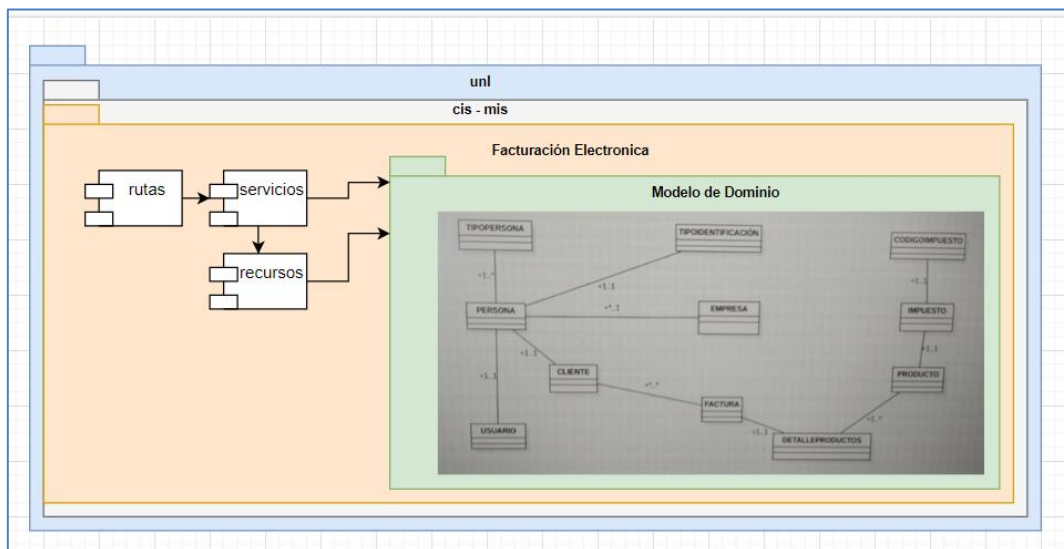 unl
cis - mis
Facturación Electronica
rutas
servicios
recursos
Modelo de Dominio
TIPOPERSONA
TIPOIDENTIFICACIÓN
CODIGOIMPUESTO
+1..*
+1..1
+1..1
PERSONA
+*..1
EMPRESA
IMPUESTO
+1..1
+1..1
+1..1
CLIENTE
PRODUCTO
+*..*
FACTURA
+1..*
USUARIO
+1..1
DETALLEPRODUCTOS